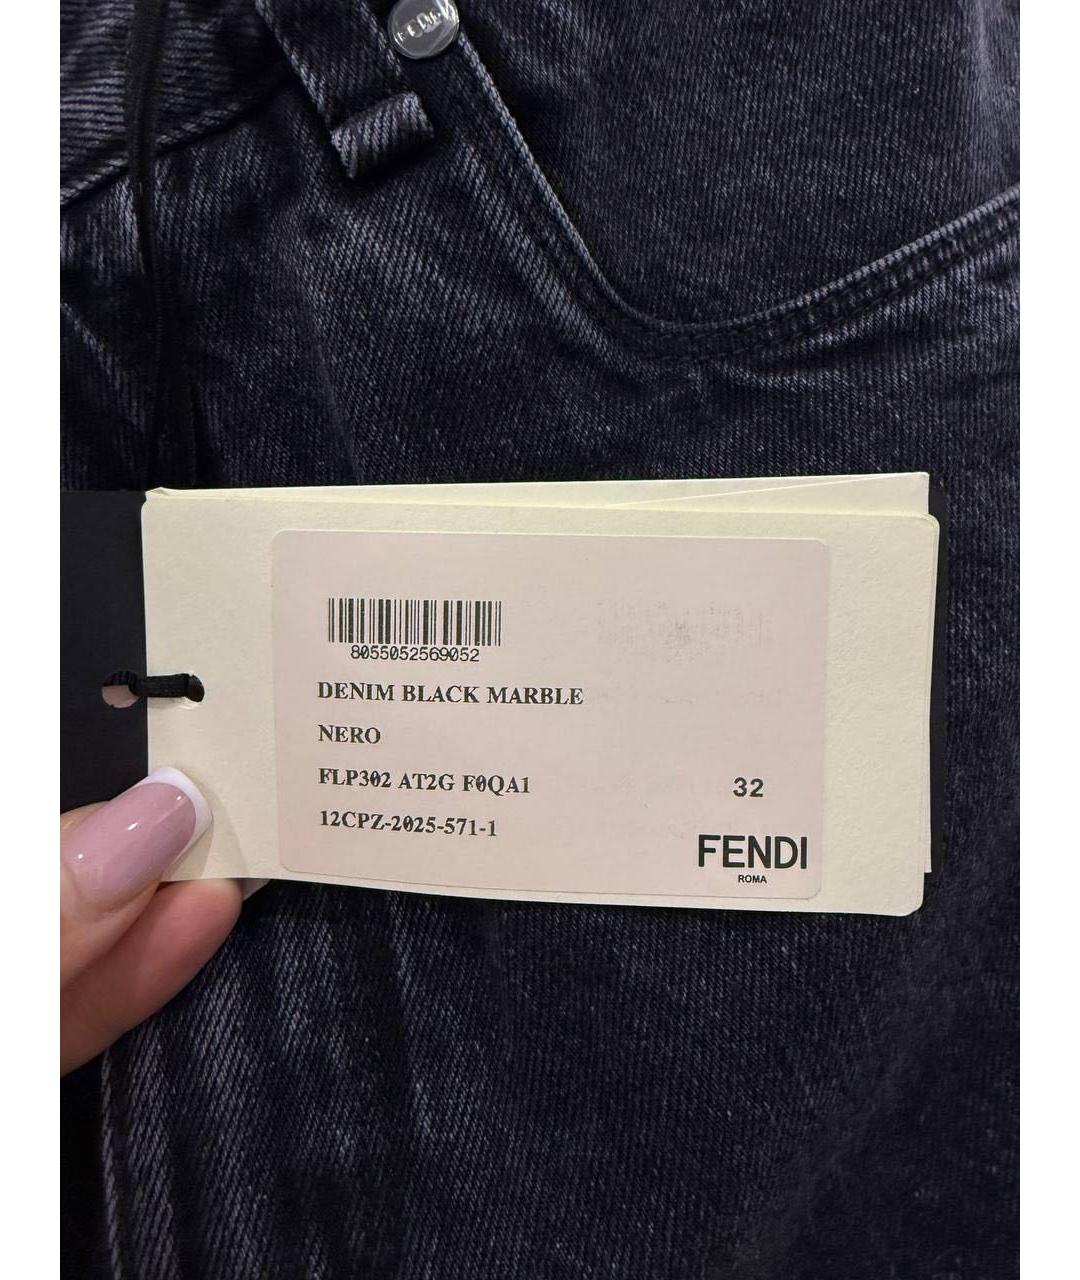 8055052569052
DENIM BLACK MARBLE
NERO
FLP302 AT2G F0QA1
32
12CPZ-2025-571-1
FENDI
ROMA